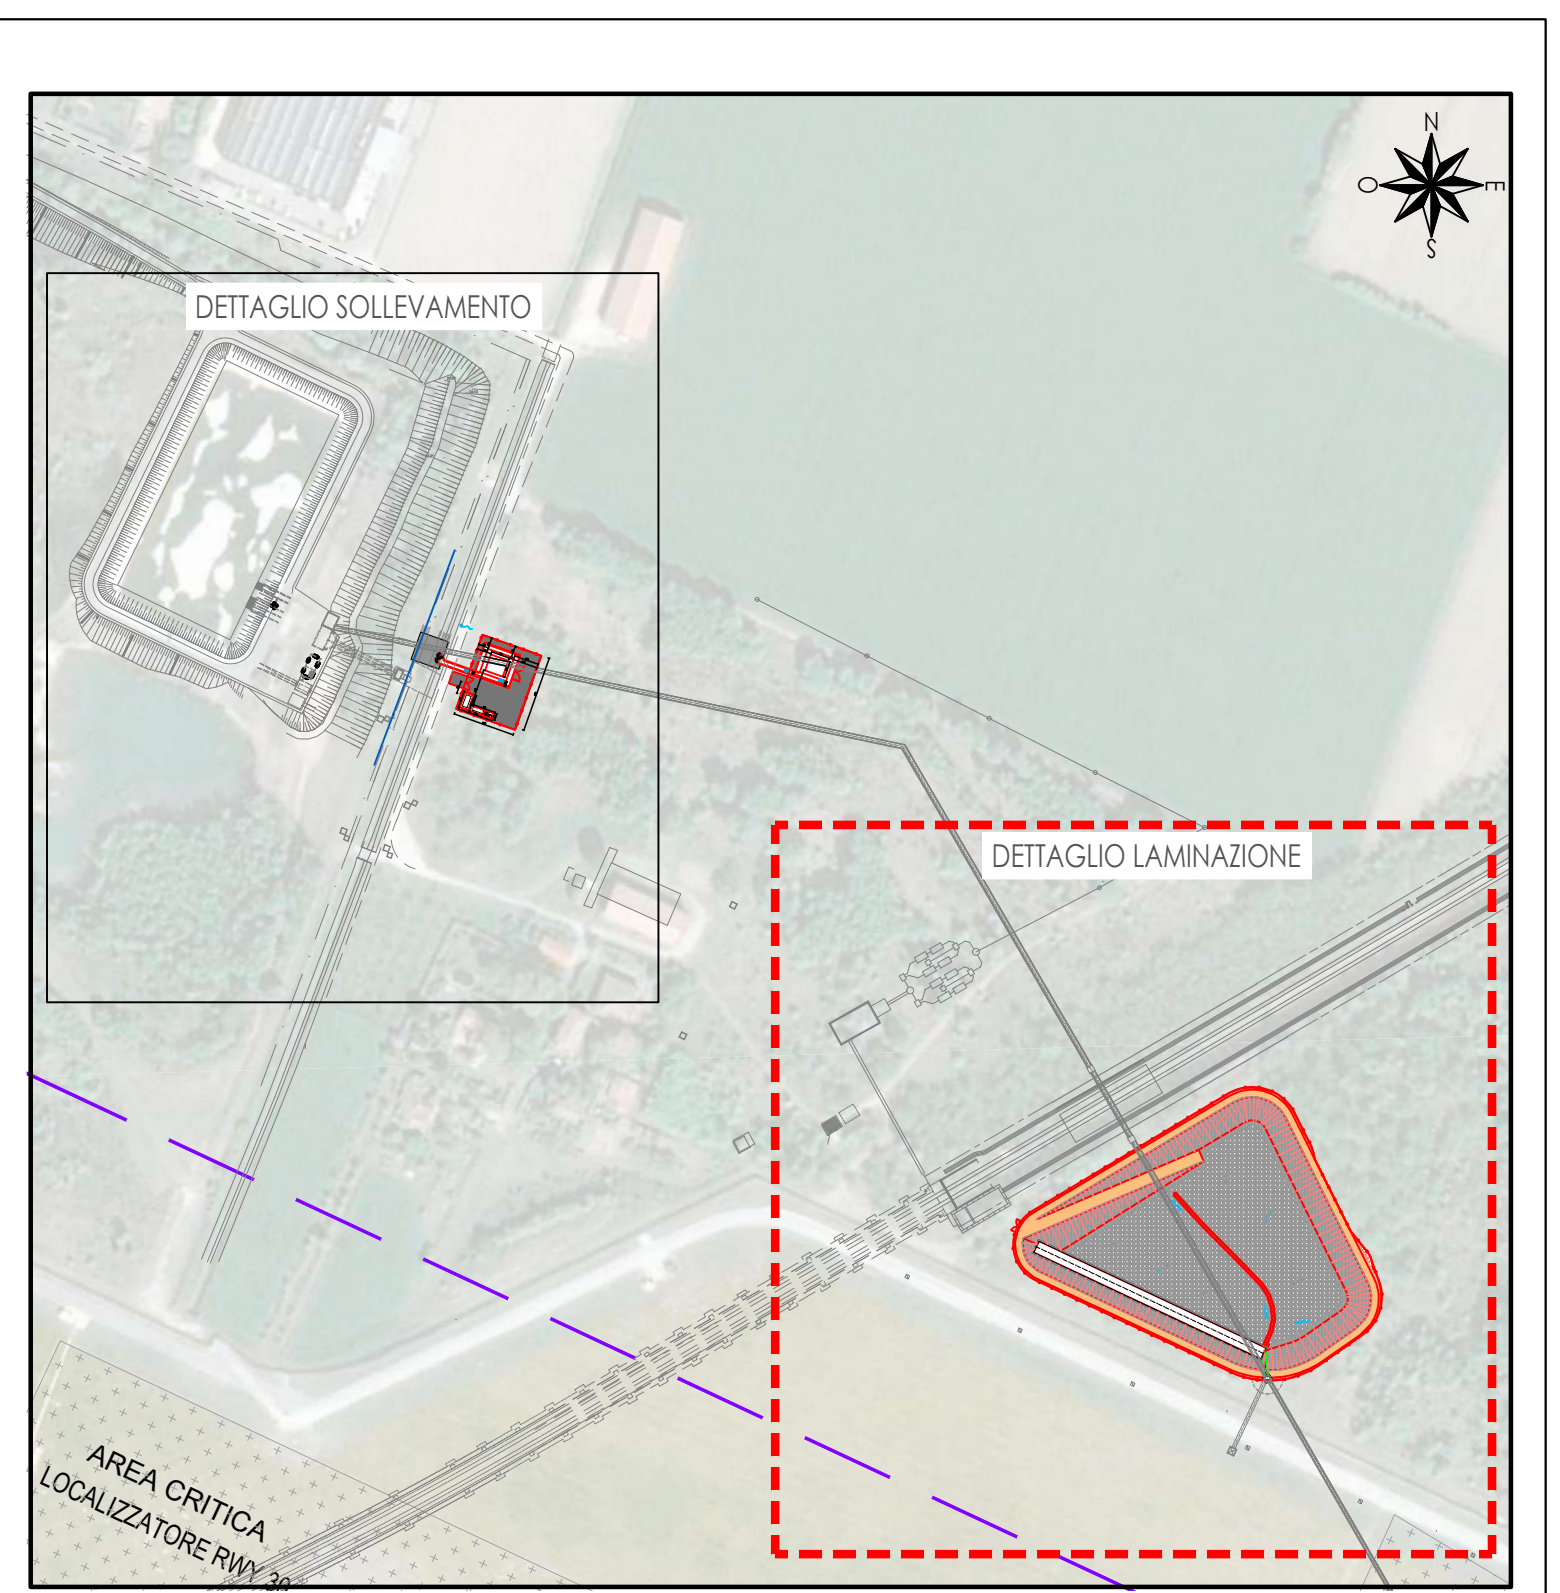 N
O
E
S
DETTAGLIO SOLLEVAMENTO
DETTAGLIO LAMINAZIONE
AREA CRITICA
LOCALIZZATORE RWY 30